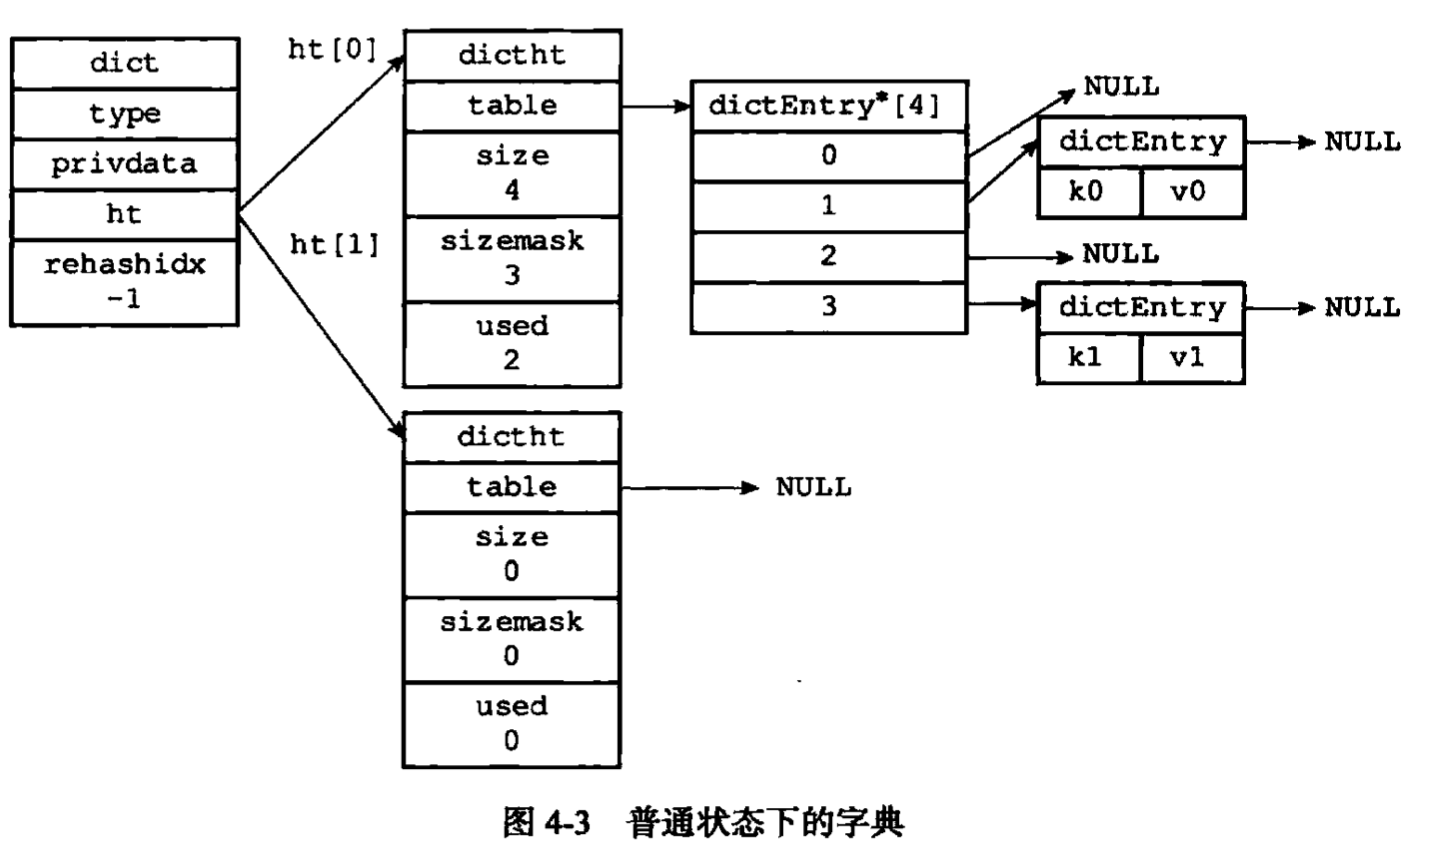 dict
type
privdata
ht
rehashidx
-1
ht[0]
ht[1]
dictht
table
size
4
sizemask
3
used
2
dictht
table
size
0
sizemask
0
used
0
NULL
dictEntry*[4]
0
1
2
3
NULL
dictEntry
k0 v0
NULL
NULL
dictEntry
k1 v1
NULL
图 4-3 普通状态下的字典